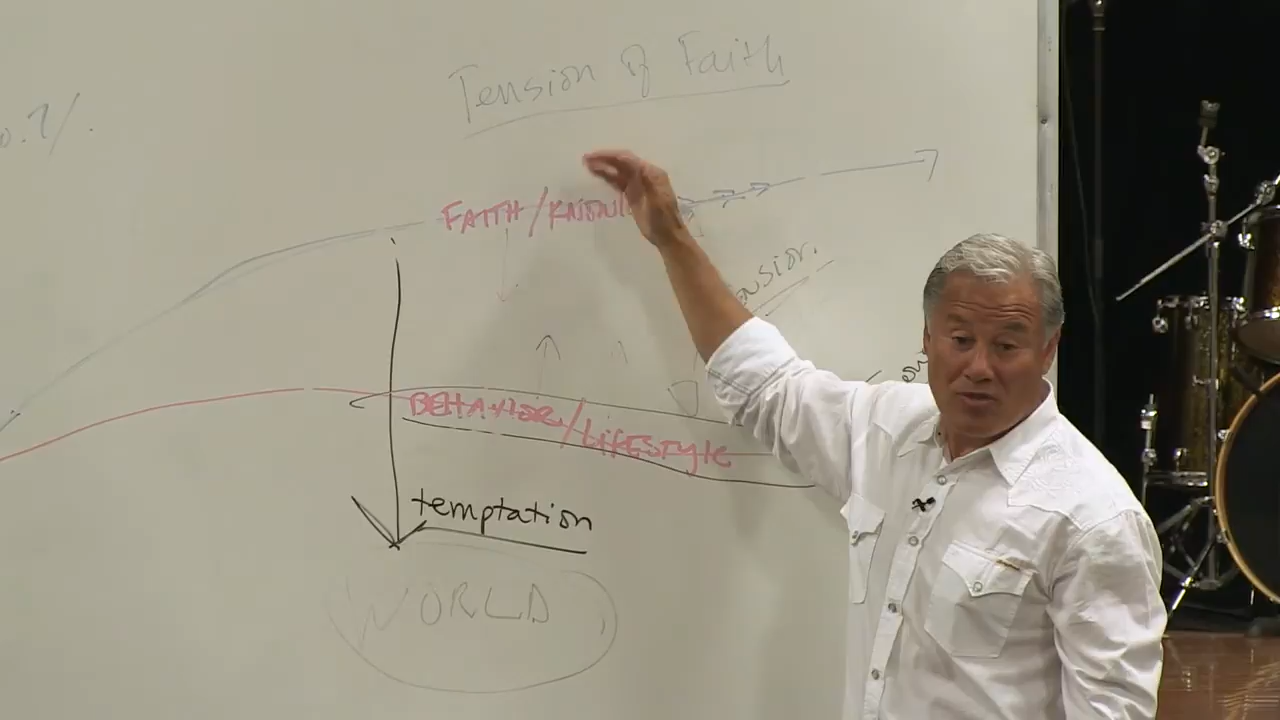 Tension of Faith
FAITH/KNOWL
BEHAVIOR/LIFESTYLE
temptation
WORLD